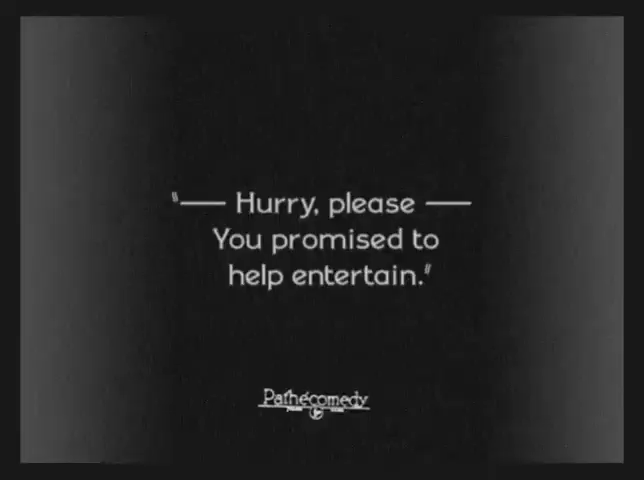 "— Hurry, please —
You promised to
help entertain."
Pathécomedy